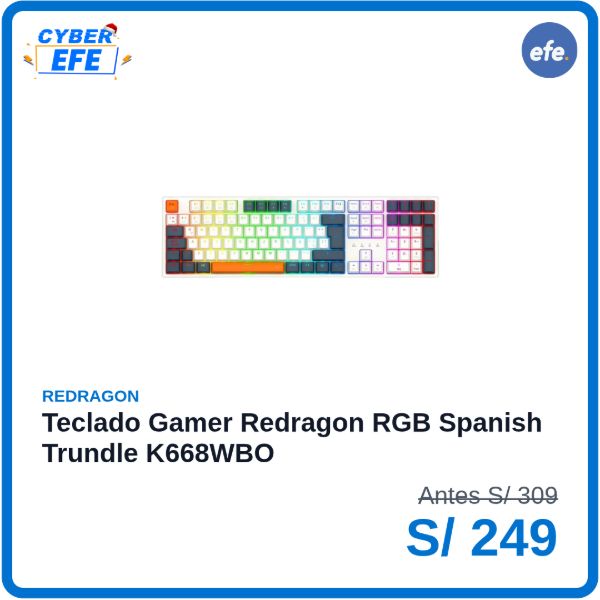 CYBER
EFE
efe.
REDRAGON
Teclado Gamer Redragon RGB Spanish
Trundle K668WBO
Antes S/ 309
S/ 249